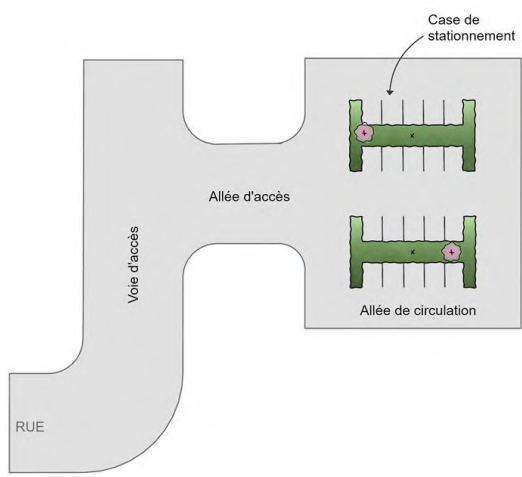 Case de
stationnement
Allée d'accès
Voie d'accès
Allée de circulation
RUE